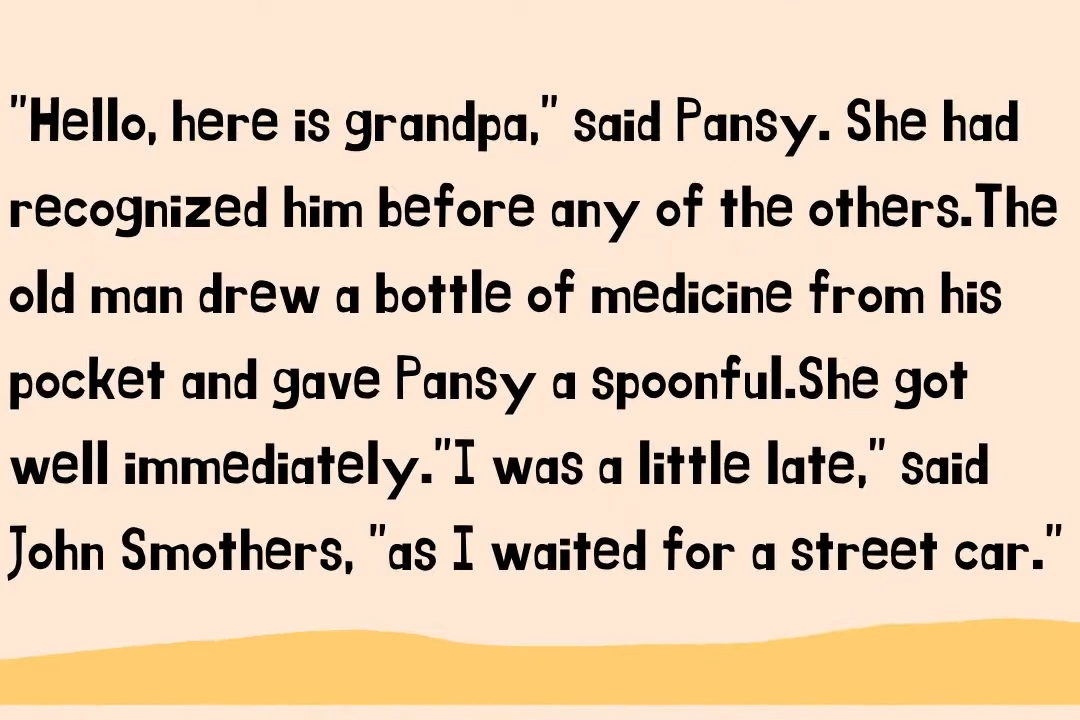 "Hello, here is grandpa," said Pansy. She had
recognized him before any of the others.The
old man drew a bottle of medicine from his
pocket and gave Pansy a spoonful.She got
well immediately."I was a little late," said
John Smothers, "as I waited for a street car."